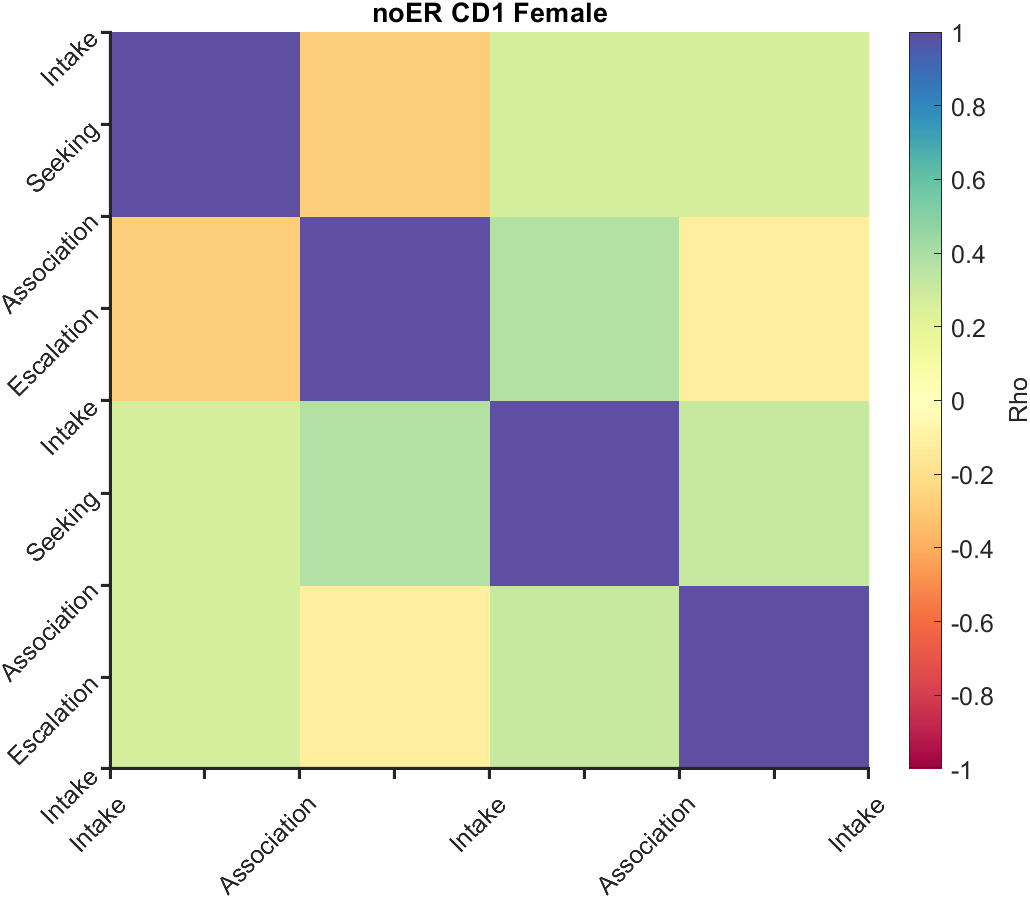 noER CD1 Female
Intake
Seeking
Association
Escalation
Intake
Seeking
Association
Escalation
Intake
Intake
Association
Intake
Association
Intake
1
0.8
0.6
0.4
0.2
0
-0.2
-0.4
-0.6
-0.8
-1
Rho